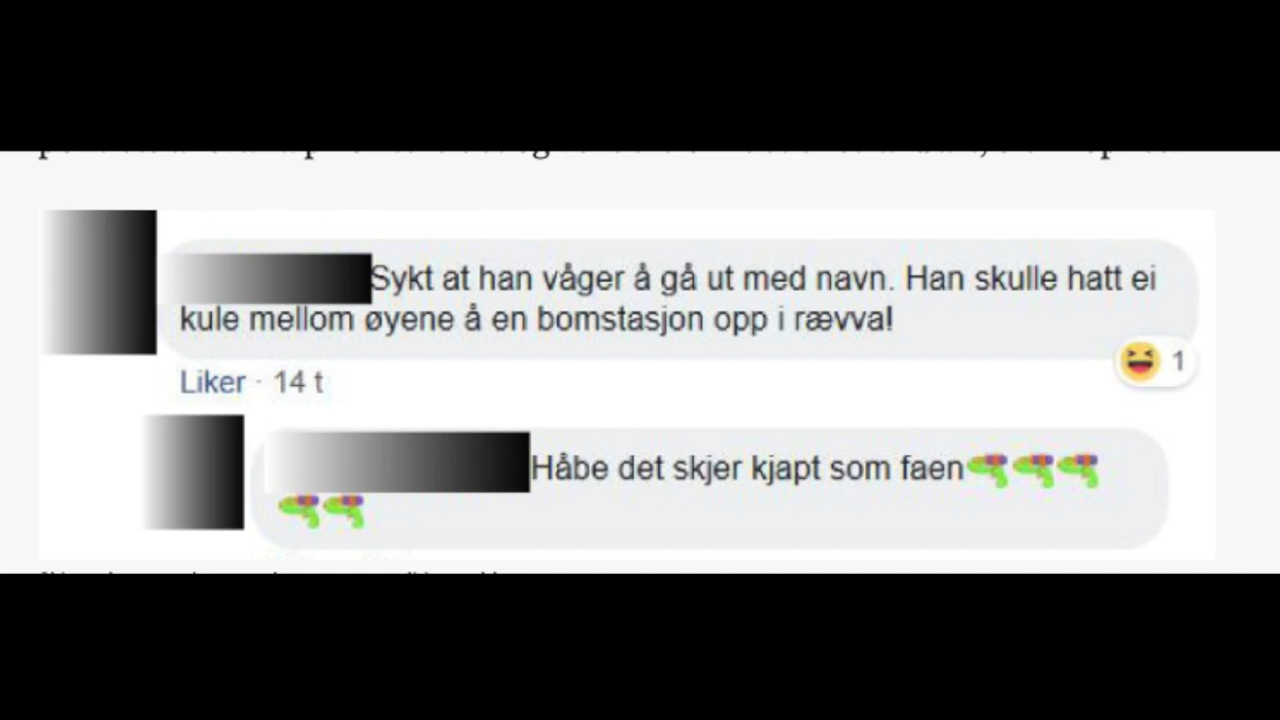 Sykt at han våger å gå ut med navn. Han skulle hatt ei
kule mellom øyene å en bomstasjon opp i rævva!
1
Liker · 14 t
Håbe det skjer kjapt som faen